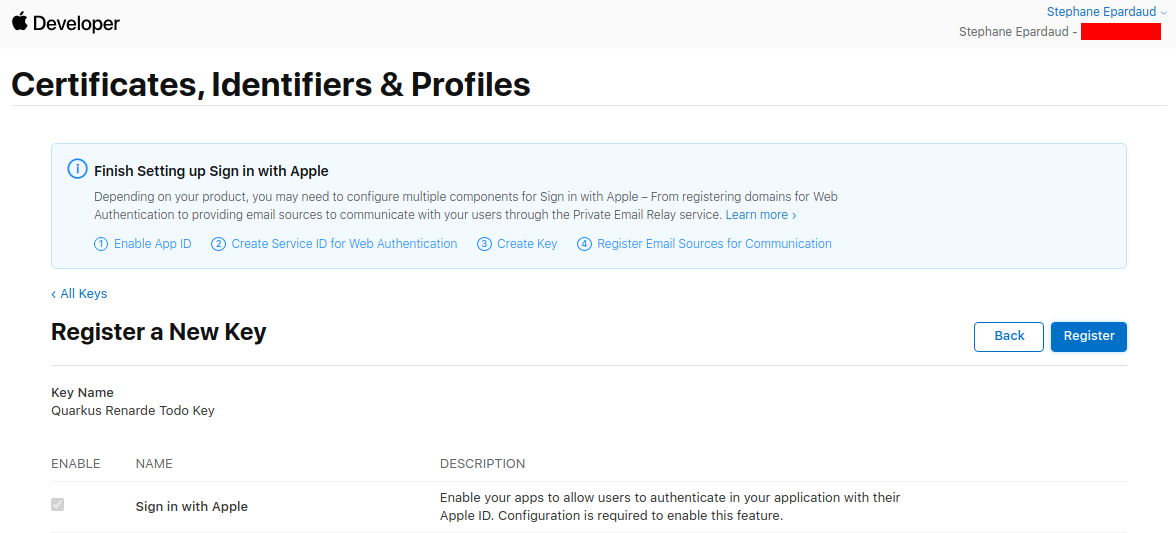 Developer
Stephane Epardaud
Stephane Epardaud -
Certificates, Identifiers & Profiles
Finish Setting up Sign in with Apple
Depending on your product, you may need to configure multiple components for Sign in with Apple – From registering domains for Web
Authentication to providing email sources to communicate with your users through the Private Email Relay service. Learn more ›
1 Enable App ID 2 Create Service ID for Web Authentication 3 Create Key 4 Register Email Sources for Communication
‹ All Keys
Register a New Key
Back Register
Key Name
Quarkus Renarde Todo Key
ENABLE NAME DESCRIPTION
Sign in with Apple
Enable your apps to allow users to authenticate in your application with their
Apple ID. Configuration is required to enable this feature.